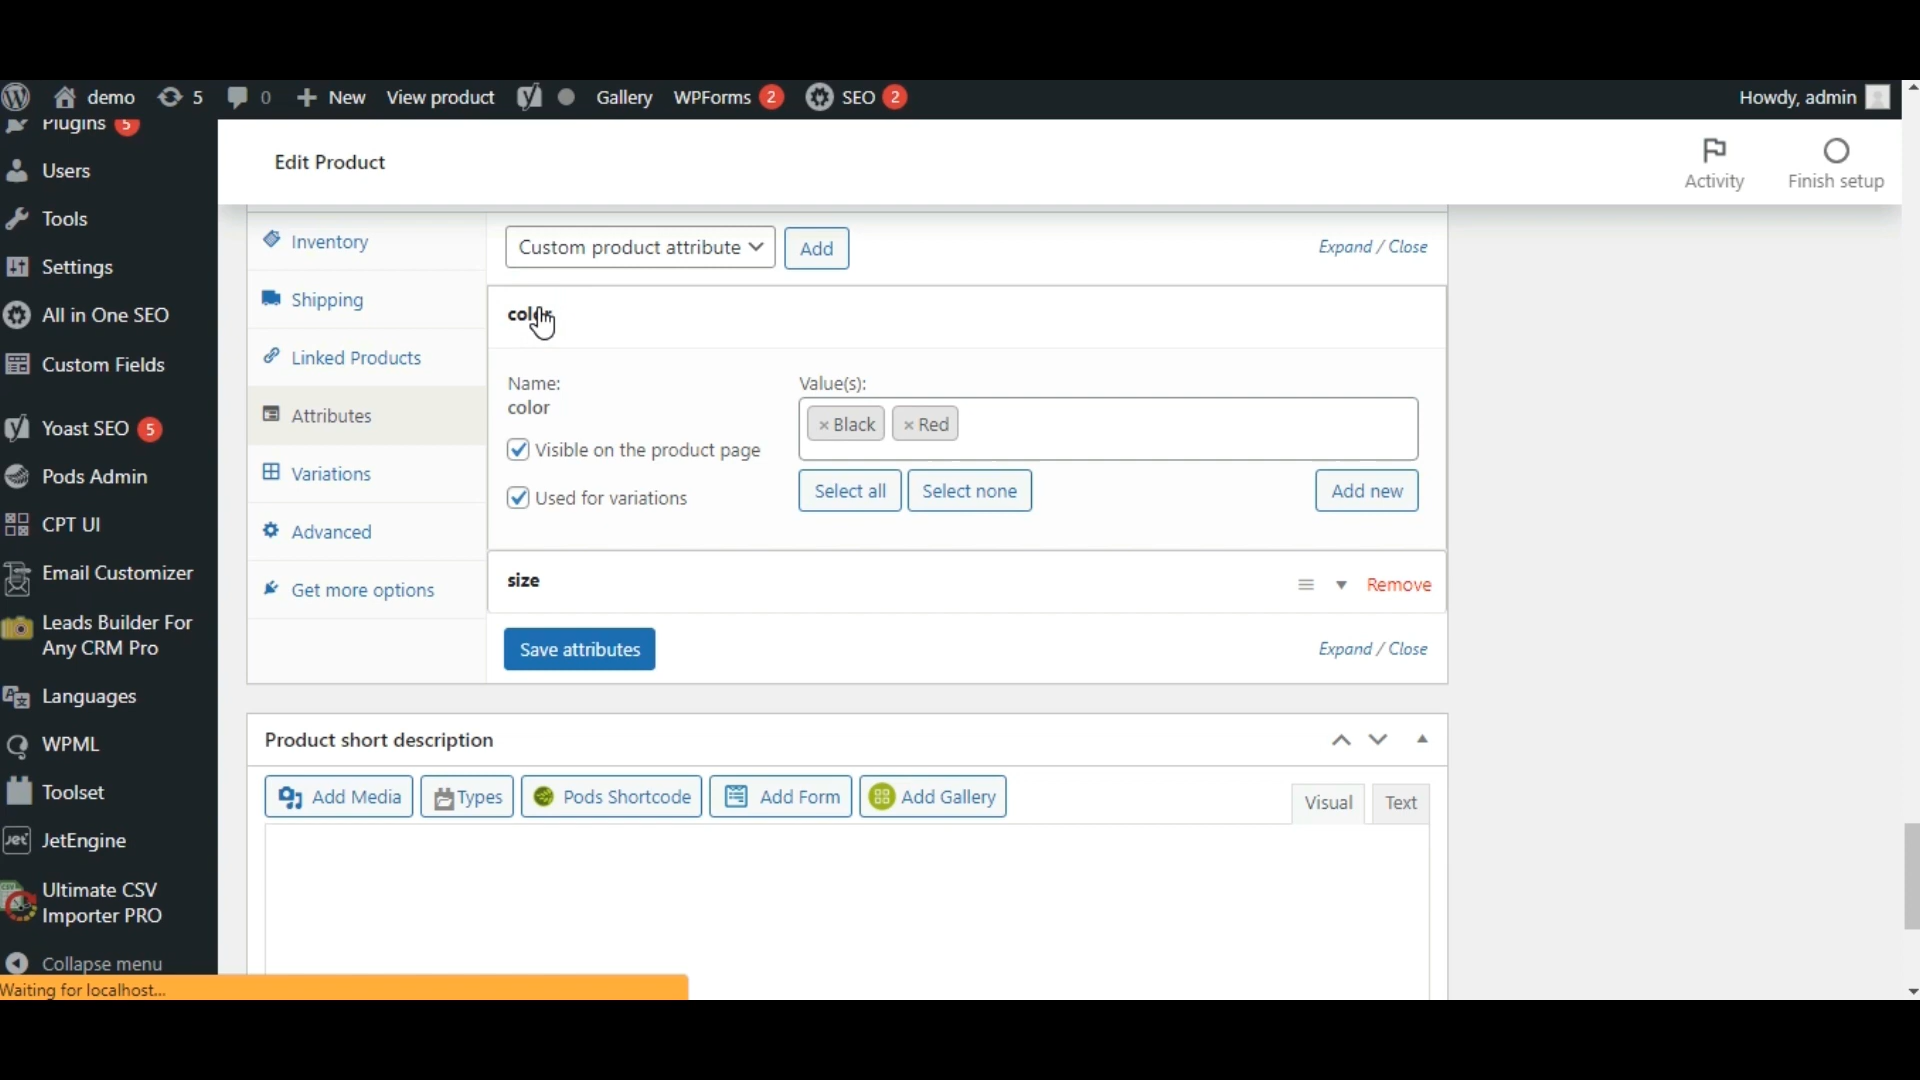 demo 5 0 New View product Gallery WPForms 2 SEO 2 Howdy, admin
Plugins 5
Users
Tools
Settings
All in One SEO
Custom Fields
Yoast SEO 5
Pods Admin
CPT UI
Email Customizer
Leads Builder For
Any CRM Pro
Languages
WPML
Toolset
JetEngine
Ultimate CSV
Importer PRO
Collapse menu
Waiting for localhost...
Edit Product
Activity
Finish setup
Inventory
Shipping
Linked Products
Attributes
Variations
Advanced
Get more options
Custom product attribute Add Expand / Close
color
Name:
color
Visible on the product page
Used for variations
Value(s):
× Black × Red
Select all Select none Add new
size Remove
Save attributes Expand / Close
Product short description
Add Media Types Pods Shortcode Add Form Add Gallery Visual Text